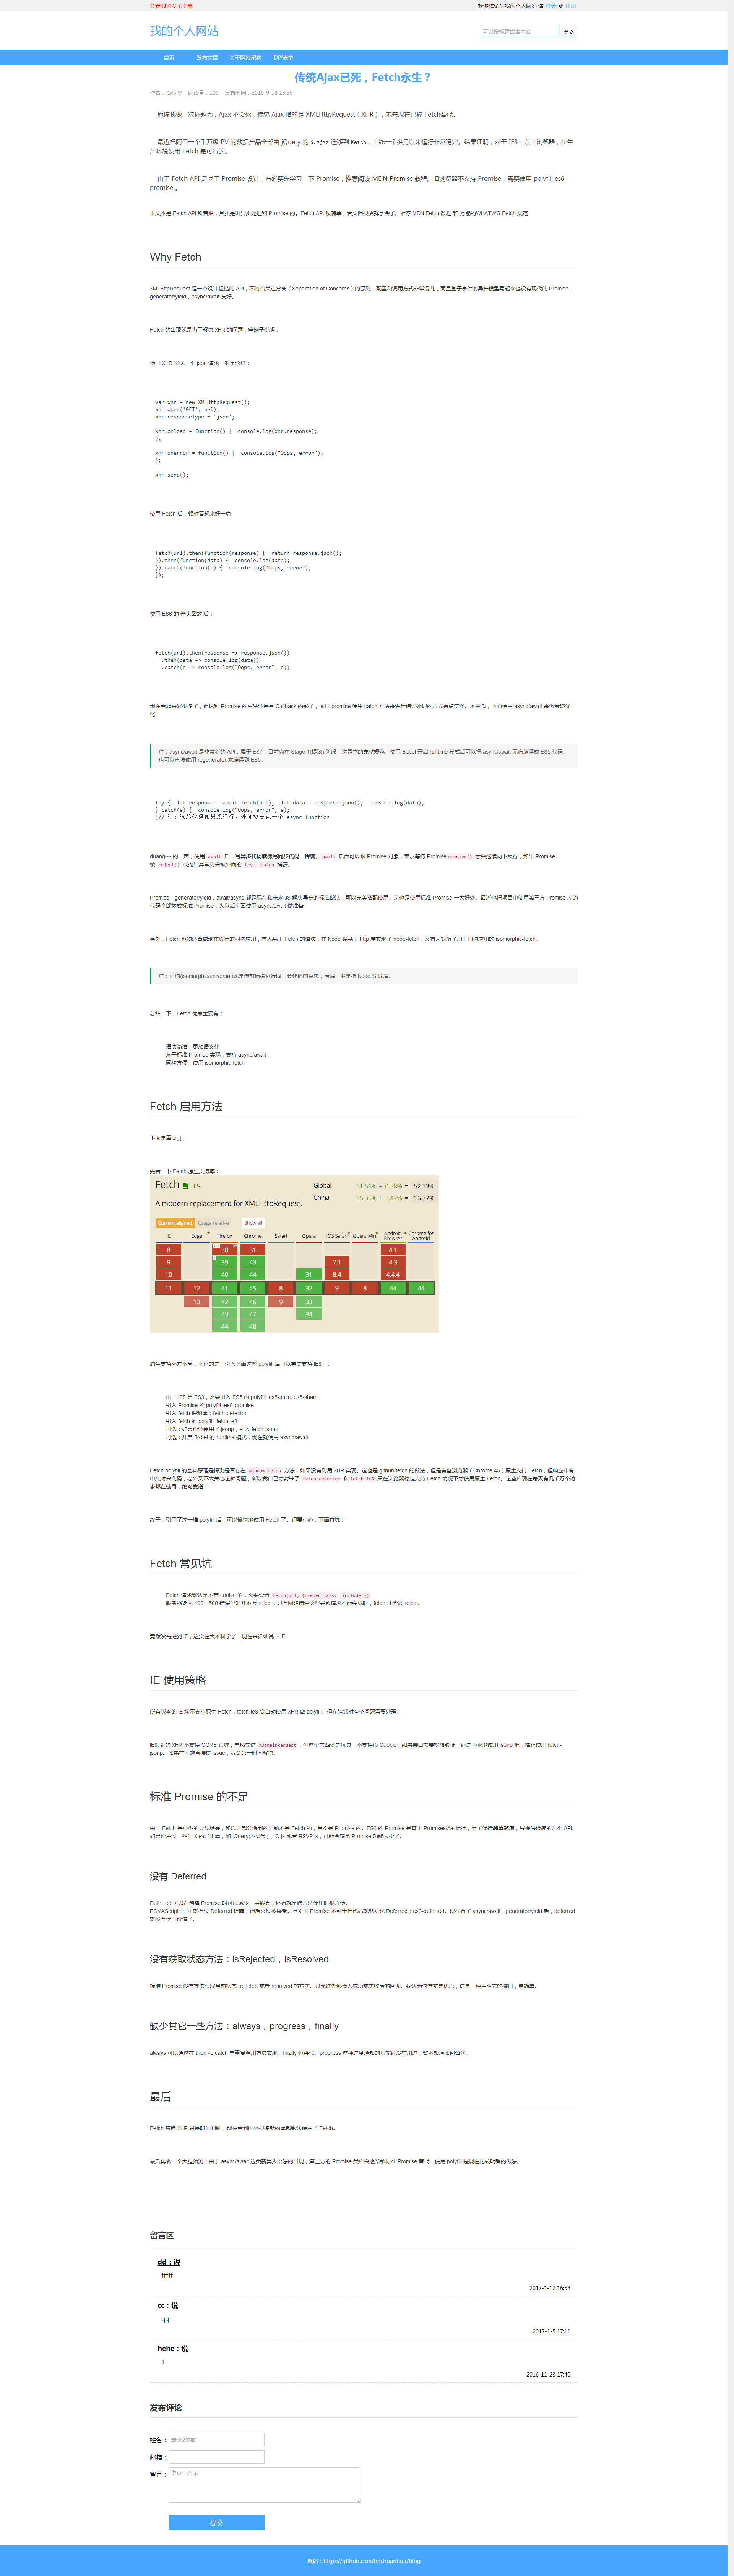 登录即可发布文章
欢迎您访问我的个人网站 请 登录 或 注册
我的个人网站
可以搜标题或者内容
提交
首页 发布文章 关于网站架构 DIY表单
传统Ajax已死，Fetch永生？
作者：贺传华 阅读量：105 发布时间：2016-9-18 13:56
原谅我做一次标题党，Ajax 不会死，传统 Ajax 指的是 XMLHttpRequest（XHR），未来现在已被 Fetch替代。
最近把阿里一个千万级 PV 的数据产品全部由 jQuery 的 $.ajax 迁移到 Fetch，上线一个多月以来运行非常稳定。结果证明，对于 IE8+ 以上浏览器，在生
产环境使用 Fetch 是可行的。
由于 Fetch API 是基于 Promise 设计，有必要先学习一下 Promise，推荐阅读 MDN Promise 教程。旧浏览器不支持 Promise，需要使用 polyfill es6-
promise 。
本文不是 Fetch API 科普贴，其实是讲异步处理和 Promise 的。Fetch API 很简单，看文档很快就学会了。推荐 MDN Fetch 教程 和 万能的WHATWG Fetch 规范
Why Fetch
XMLHttpRequest 是一个设计粗糙的 API，不符合关注分离（Separation of Concerns）的原则，配置和调用方式非常混乱，而且基于事件的异步模型写起来也没有现代的 Promise，
generator/yield，async/await 友好。
Fetch 的出现就是为了解决 XHR 的问题，拿例子说明：
使用 XHR 发送一个 json 请求一般是这样：
var xhr = new XMLHttpRequest();
xhr.open('GET', url);
xhr.responseType = 'json';
xhr.onload = function() {  console.log(xhr.response);
};
xhr.onerror = function() {  console.log("Oops, error");
};
xhr.send();
使用 Fetch 后，顿时看起来好一点
fetch(url).then(function(response) {  return response.json();
}).then(function(data) {  console.log(data);
}).catch(function(e) {  console.log("Oops, error");
});
使用 ES6 的 箭头函数 后：
fetch(url).then(response => response.json())
.then(data => console.log(data))
.catch(e => console.log("Oops, error", e))
现在看起来好很多了，但这种 Promise 的写法还是有 Callback 的影子，而且 promise 使用 catch 方法来进行错误处理的方式有点奇怪。不用急，下面使用 async/await 来做最终优
化：
注：async/await 是非常新的 API，属于 ES7，目前尚在 Stage 1(提议) 阶段，这是它的完整规范。使用 Babel 开启 runtime 模式后可以把 async/await 无痛编译成 ES5 代码。
也可以直接使用 regenerator 来编译到 ES5。
try {  let response = await fetch(url);  let data = response.json();  console.log(data);
} catch(e) {  console.log("Oops, error", e);
}// 注：这段代码如果想运行，外面需要包一个 async function
duang~~ 的一声，使用 await 后，写异步代码就像写同步代码一样爽。await 后面可以跟 Promise 对象，表示等待 Promise resolve() 才会继续向下执行，如果 Promise
被 reject() 或抛出异常则会被外面的 try...catch 捕获。
Promise，generator/yield，await/async 都是现在和未来 JS 解决异步的标准做法，可以完美搭配使用。这也是使用标准 Promise 一大好处。最近也把项目中使用第三方 Promise 库的
代码全部转成标准 Promise，为以后全面使用 async/await 做准备。
另外，Fetch 也很适合做现在流行的同构应用，有人基于 Fetch 的语法，在 Node 端基于 http 库实现了 node-fetch，又有人封装了用于同构应用的 isomorphic-fetch。
注：同构(isomorphic/universal)就是使前后端运行同一套代码的意思，后端一般是指 NodeJS 环境。
总结一下，Fetch 优点主要有：
语法简洁，更加语义化
基于标准 Promise 实现，支持 async/await
同构方便，使用 isomorphic-fetch
Fetch 启用方法
下面是重点↓↓↓
先看一下 Fetch 原生支持率：
Fetch - LS
Global 51.56% + 0.58% = 52.13%
China 15.35% + 1.42% = 16.77%
A modern replacement for XMLHttpRequest.
Current aligned Usage relative Show all
IE Edge Firefox Chrome Safari Opera iOS Safari Opera Mini Android Browser Chrome for Android
8 38 31 4.1
9 39 43 7.1 4.3
10 40 44 31 8.4 4.4.4
11 12 41 45 8 32 9 8 44 44
13 42 46 9 33
43 47 34
44 48
原生支持率并不高，幸运的是，引入下面这些 polyfill 后可以完美支持 IE8+ ：
由于 IE8 是 ES3，需要引入 ES5 的 polyfill: es5-shim, es5-sham
引入 Promise 的 polyfill: es6-promise
引入 fetch 探测库：fetch-detector
引入 fetch 的 polyfill: fetch-ie8
可选：如果你还使用了 jsonp，引入 fetch-jsonp
可选：开启 Babel 的 runtime 模式，现在就使用 async/await
Fetch polyfill 的基本原理是探测是否存在 window.fetch 方法，如果没有则用 XHR 实现。这也是 github/fetch 的做法，但是有些浏览器（Chrome 45）原生支持 Fetch，但响应中有
中文时会乱码，老外又不太关心这种问题，所以我自己才封装了 fetch-detector 和 fetch-ie8 只在浏览器稳定支持 Fetch 情况下才使用原生 Fetch。这些库现在每天有几千万个请
求都在使用，绝对靠谱！
终于，引用了这一堆 polyfill 后，可以愉快地使用 Fetch 了。但要小心，下面有坑：
Fetch 常见坑
Fetch 请求默认是不带 cookie 的，需要设置 fetch(url, {credentials: 'include'})
服务器返回 400，500 错误码时并不会 reject，只有网络错误这些导致请求不能完成时，fetch 才会被 reject。
竟然没有提到 IE，这实在太不科学了，现在来详细说下 IE
IE 使用策略
所有版本的 IE 均不支持原生 Fetch，fetch-ie8 会自动使用 XHR 做 polyfill。但在跨域时有个问题需要处理。
IE8, 9 的 XHR 不支持 CORS 跨域，虽然提供 XDomainRequest，但这个东西就是玩具，不支持传 Cookie！如果接口需要权限验证，还是乖乖地使用 jsonp 吧，推荐使用 fetch-
jsonp。如果有问题直接提 issue，我会第一时间解决。
标准 Promise 的不足
由于 Fetch 是典型的异步场景，所以大部分遇到的问题不是 Fetch 的，其实是 Promise 的。ES6 的 Promise 是基于 Promises/A+ 标准，为了保持简单简洁，只提供极简的几个 API。
如果你用过一些牛 X 的异步库，如 jQuery(不要笑) 、Q.js 或者 RSVP.js，可能会感觉 Promise 功能太少了。
没有 Deferred
Deferred 可以在创建 Promise 时可以减少一层嵌套，还有就是跨方法使用时很方便。
ECMAScript 11 年就有过 Deferred 提案，但后来没被接受。其实用 Promise 不到十行代码就能实现 Deferred：es6-deferred。现在有了 async/await，generator/yield 后，deferred
就没有使用价值了。
没有获取状态方法：isRejected，isResolved
标准 Promise 没有提供获取当前状态 rejected 或者 resolved 的方法。只允许外部传入成功或失败后的回调。我认为这其实是优点，这是一种声明式的接口，更简单。
缺少其它一些方法：always，progress，finally
always 可以通过在 then 和 catch 里重复调用方法实现。finally 也类似。progress 这种进度通知的功能还没有用过，暂不知道如何替代。
最后
Fetch 替换 XHR 只是时间问题，现在看到国外很多新的库都默认使用了 Fetch。
最后再做一个大胆预测：由于 async/await 这类新异步语法的出现，第三方的 Promise 类库会逐渐被标准 Promise 替代，使用 polyfill 是现在比较明智的做法。
留言区
dd：说
fffff
2017-1-12 16:58
cc：说
qq
2017-1-5 17:11
hehe：说
1
2016-11-23 17:40
发布评论
姓名： 最少2位数
邮箱：
留言： 说点什么呢
提交
源码：https://github.com/hechuanhua/blog